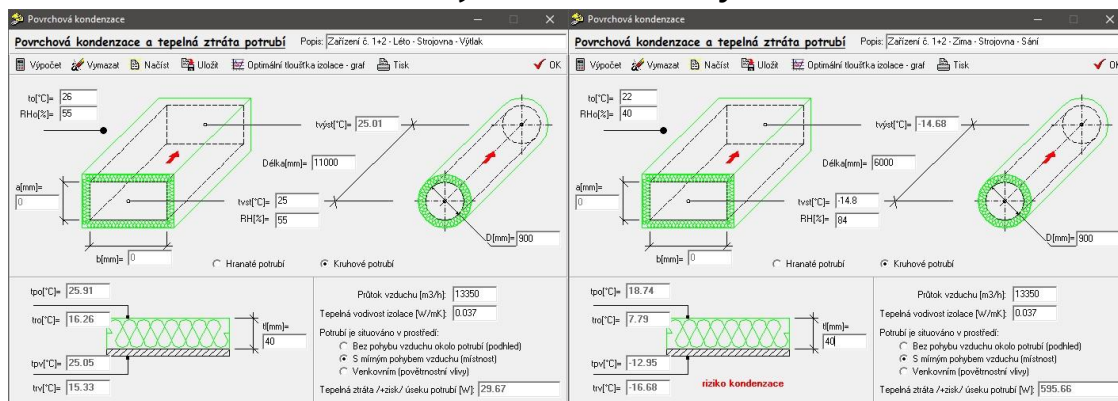 Povrchová kondenzace
Povrchová kondenzace a tepelná ztráta potrubí Popis: Zařízení č. 1+2 - Léto - Strojovna - Výtlak
Výpočet Vymazat Načíst Uložit Optimální tloušťka izolace - graf Tisk OK
to[°C]= 26
RHo[%]= 55
tvýst[°C]= 25.01
Délka[mm]= 11000
a[mm]=
0
tvst[°C]= 25
RH[%]= 55
D[mm]= 900
b[mm]= 0
Hranaté potrubí Kruhové potrubí
tpo[°C]= 25.91
tro[°C]= 16.26
tl[mm]=
40
tpv[°C]= 25.05
trv[°C]= 15.33
Průtok vzduchu [m3/h]: 13350
Tepelná vodivost izolace [W/mK]: 0.037
Potrubí je situováno v prostředí:
Bez pohybu vzduchu okolo potrubí (podhled)
S mírným pohybem vzduchu (místnost)
Venkovním (povětrnostní vlivy)
Tepelná ztráta /+zisk/ úseku potrubí [W]: 29.67
Povrchová kondenzace
Povrchová kondenzace a tepelná ztráta potrubí Popis: Zařízení č. 1+2 - Zima - Strojovna - Sání
Výpočet Vymazat Načíst Uložit Optimální tloušťka izolace - graf Tisk OK
to[°C]= 22
RHo[%]= 40
tvýst[°C]= -14.68
Délka[mm]= 6000
a[mm]=
0
tvst[°C]= -14.8
RH[%]= 84
D[mm]= 900
b[mm]= 0
Hranaté potrubí Kruhové potrubí
tpo[°C]= 18.74
tro[°C]= 7.79
tl[mm]=
40
tpv[°C]= -12.95
trv[°C]= -16.68
riziko kondenzace
Průtok vzduchu [m3/h]: 13350
Tepelná vodivost izolace [W/mK]: 0.037
Potrubí je situováno v prostředí:
Bez pohybu vzduchu okolo potrubí (podhled)
S mírným pohybem vzduchu (místnost)
Venkovním (povětrnostní vlivy)
Tepelná ztráta /+zisk/ úseku potrubí [W]: 595.66